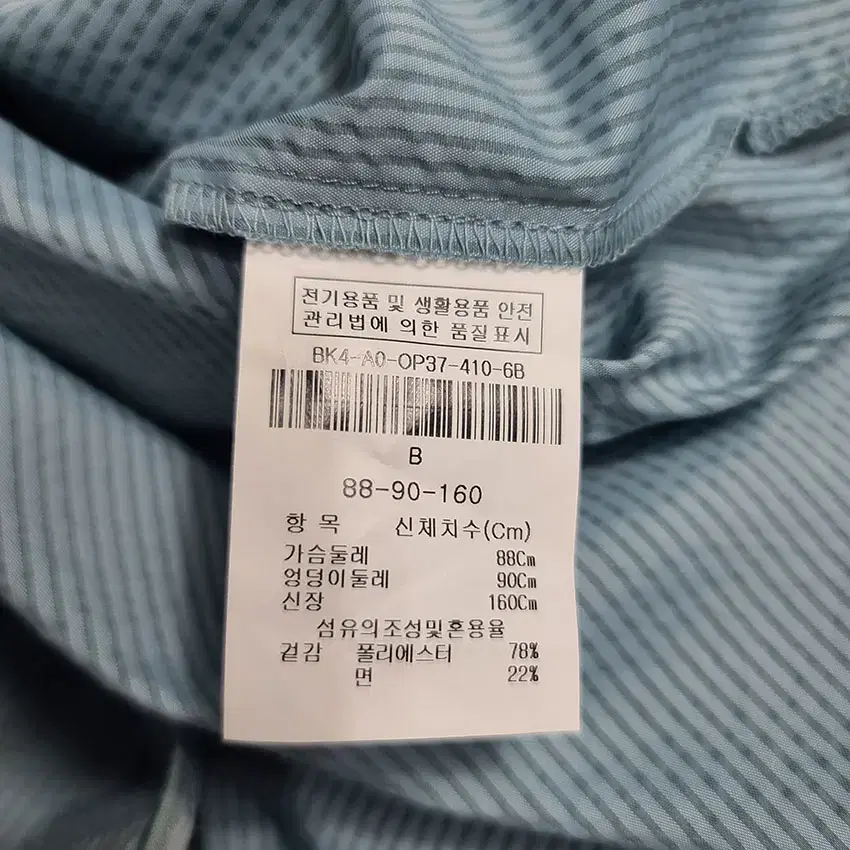 전기용품 및 생활용품 안전
관리법에 의한 품질표시
BK4-A0-OP37-410-6B
B
88-90-160
항 목 신체치수(Cm)
가슴둘레 88Cm
엉덩이둘레 90Cm
신장 160Cm
섬유의조성및혼용율
겉감 폴리에스터 78%
면 22%